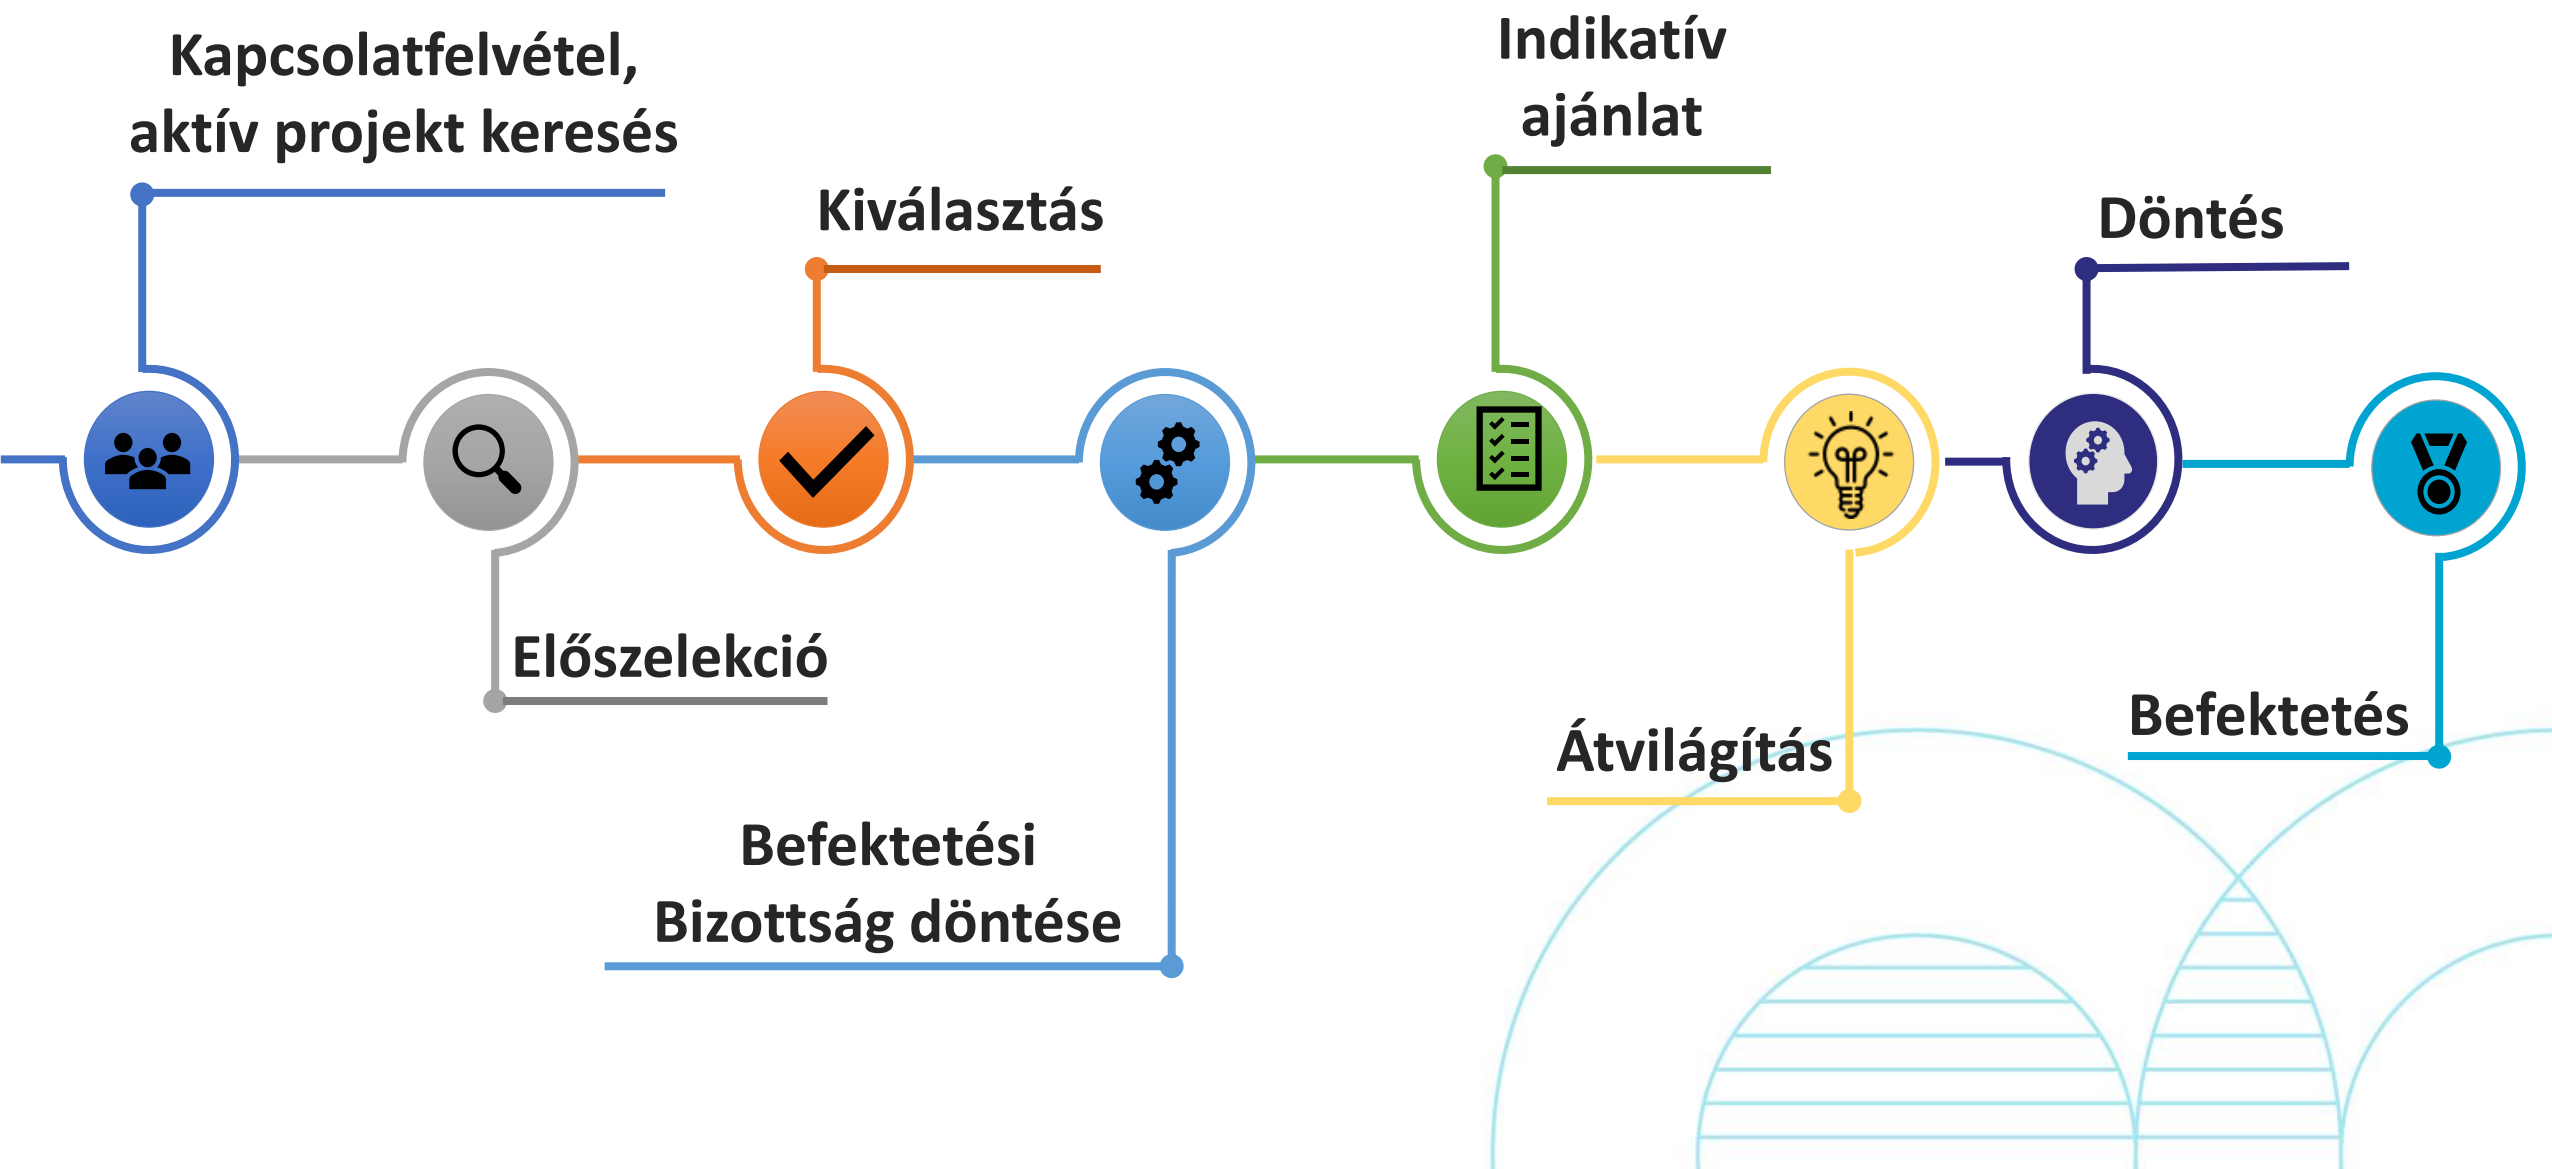 Kapcsolatfelvétel,
aktív projekt keresés
Előszelekció
Kiválasztás
Befektetési
Bizottság döntése
Indikatív
ajánlat
Átvilágítás
Döntés
Befektetés